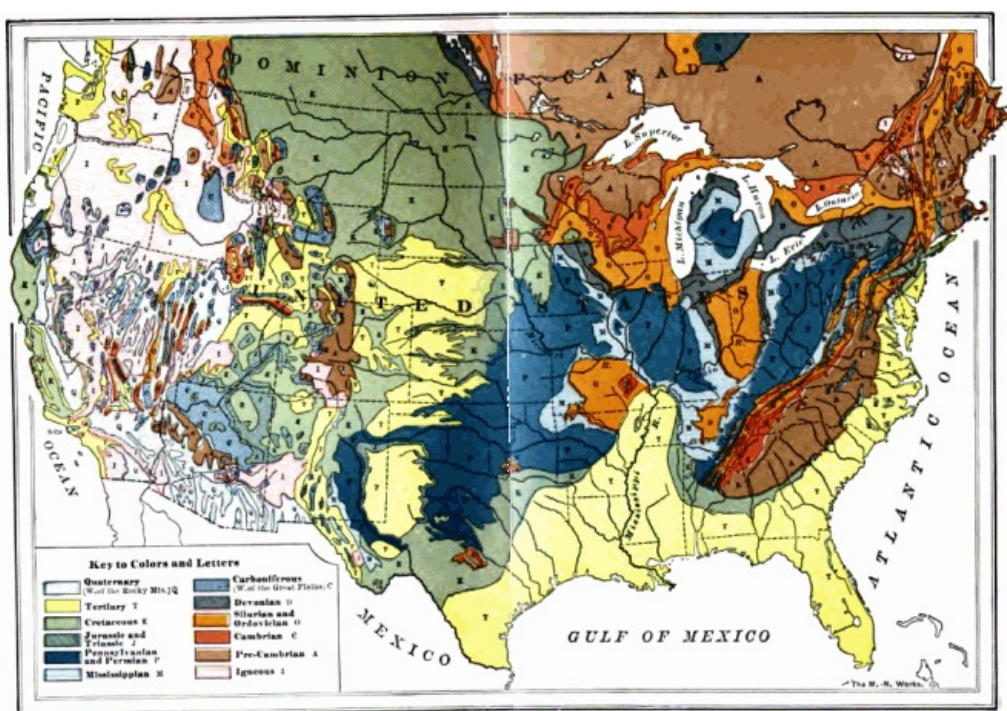 PACIFIC
OCEAN
DOMINION OF CANADA
UNITED STATES
L. Superior
L. Michigan
L. Huron
L. Ontario
L. Erie
Mississippi R.
ATLANTIC OCEAN
GULF OF MEXICO
MEXICO
Key to Colors and Letters
Quaternary
(W. of the Rocky Mts.) Q
Tertiary T
Cretaceous K
Jurassic and
Triassic J
Pennsylvanian
and Permian P
Mississippian M
Carboniferous
(W. of the Great Plains) C
Devonian D
Silurian and
Ordovician O
Cambrian Є
Pre-Cambrian A
Igneous I
The M.-N. Works.